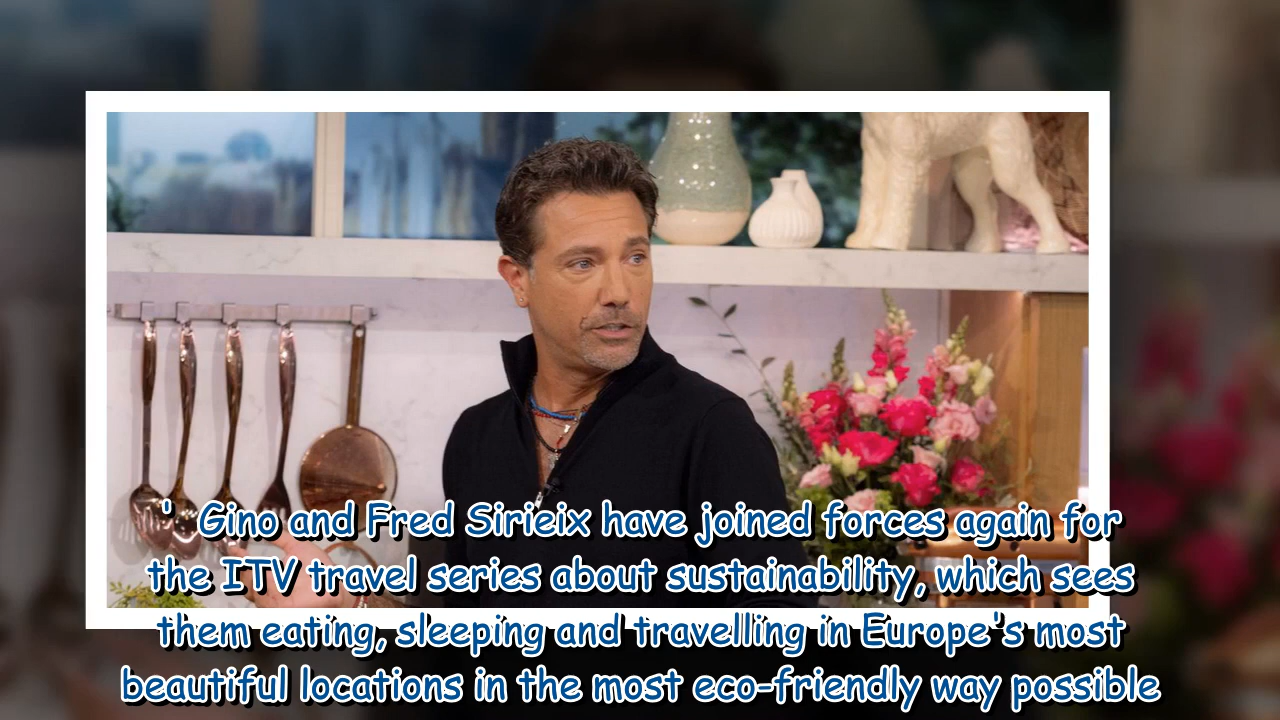 ' Gino and Fred Sirieix have joined forces again for
the ITV travel series about sustainability, which sees
them eating, sleeping and travelling in Europe's most
beautiful locations in the most eco-friendly way possible